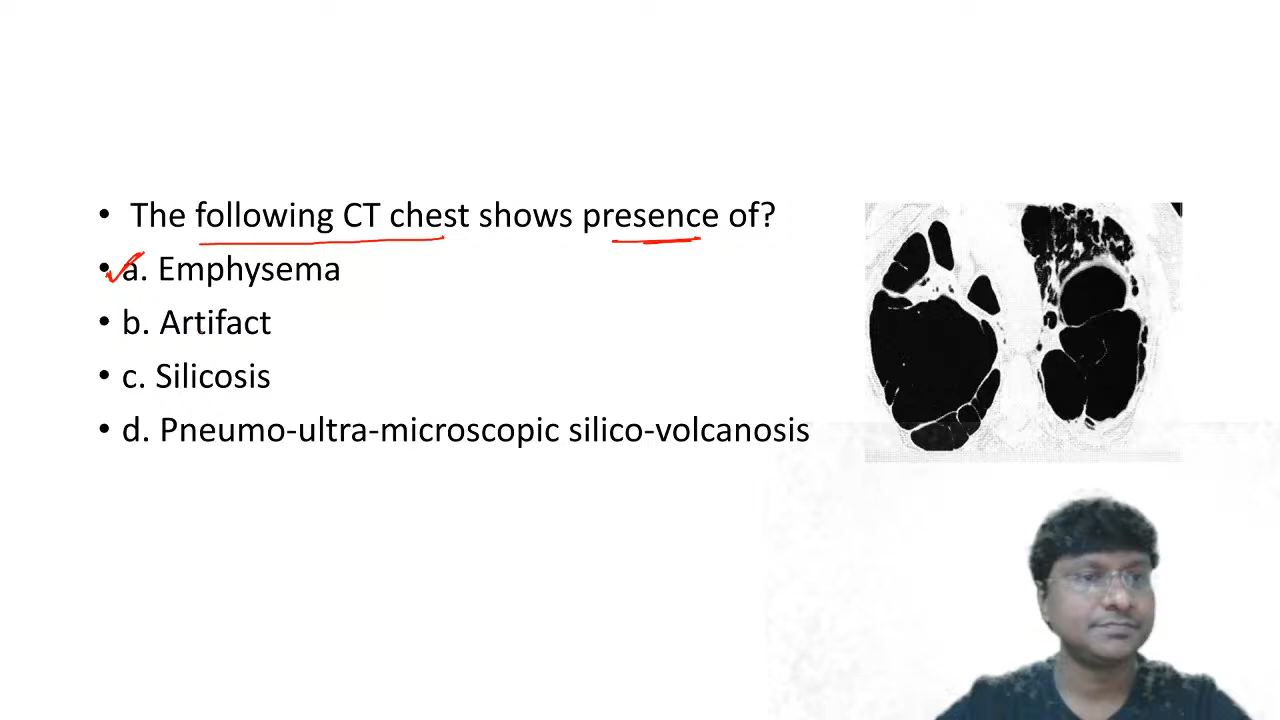 • The following CT chest shows presence of?
• a. Emphysema
• b. Artifact
• c. Silicosis
• d. Pneumo-ultra-microscopic silico-volcanosis